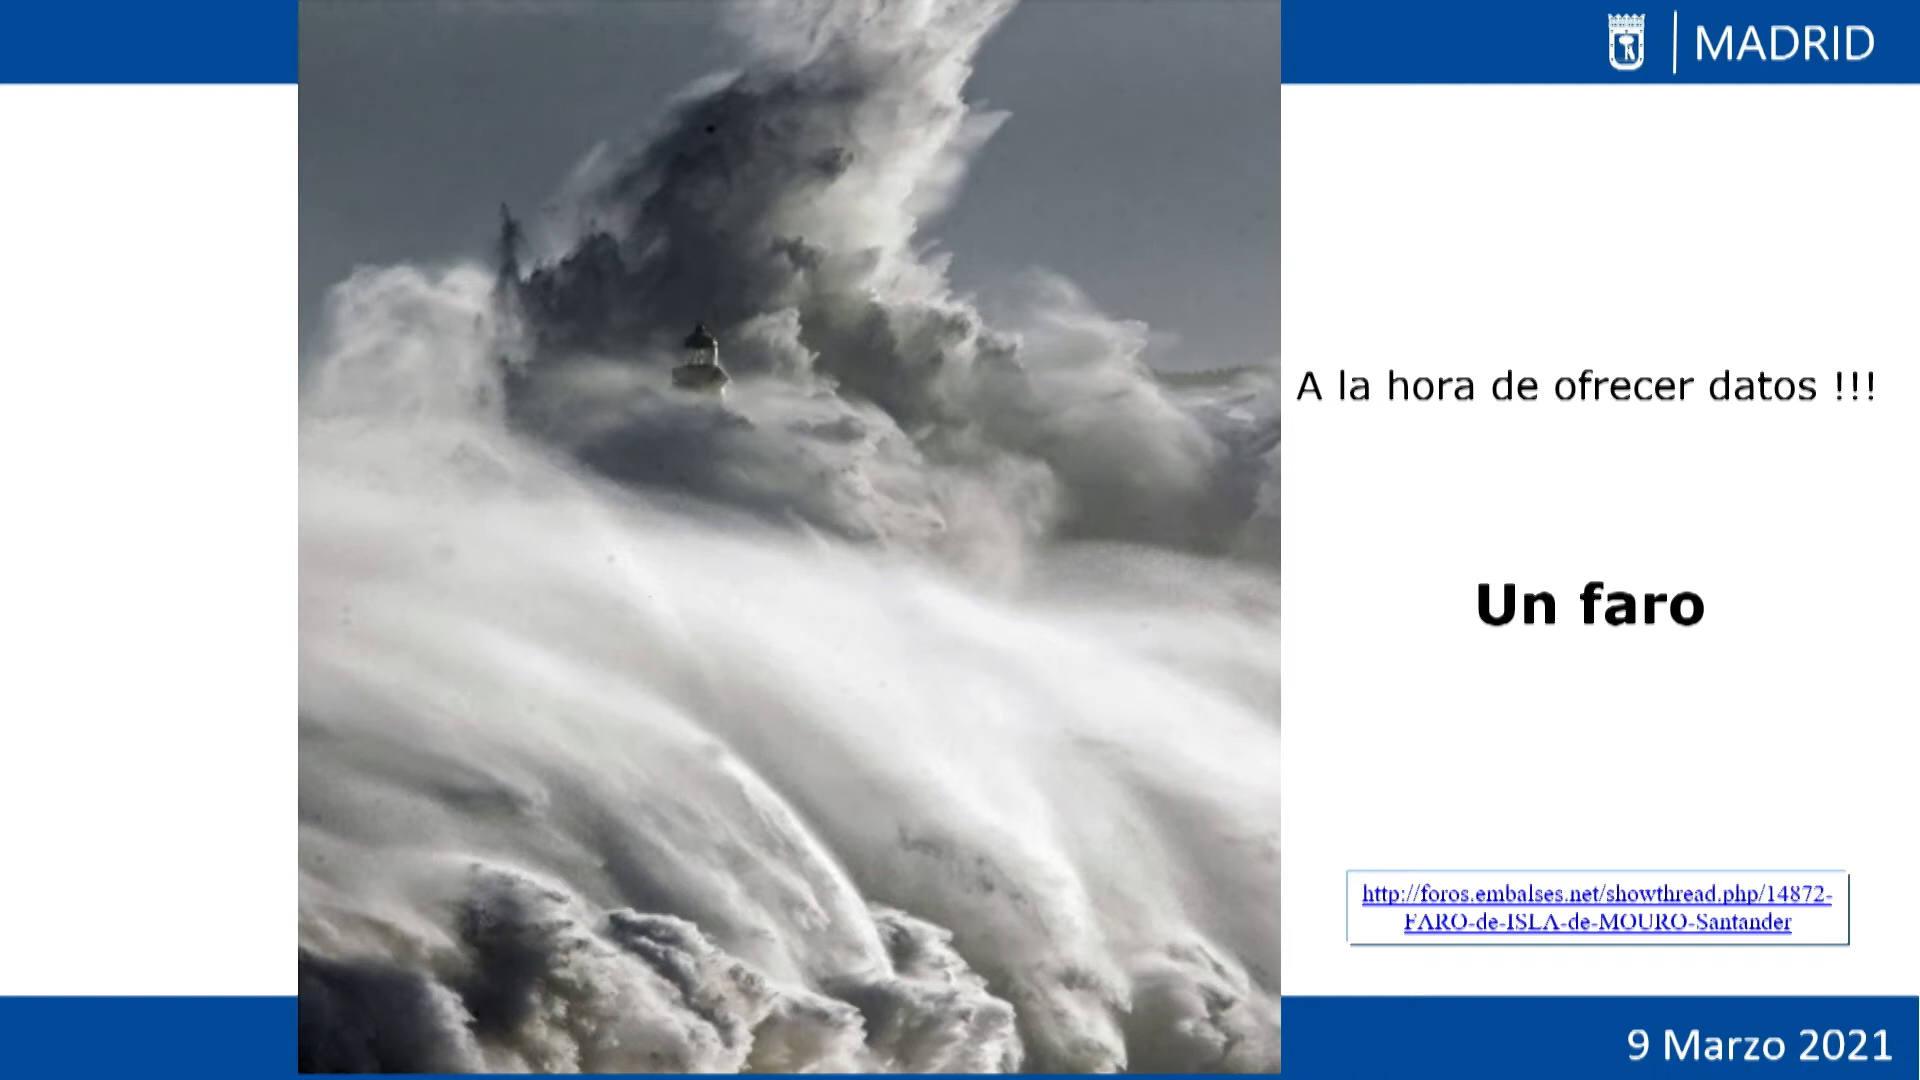 MADRID
A la hora de ofrecer datos !!!
Un faro
http://foros.embalses.net/showthread.php/14872-
FARO-de-ISLA-de-MOURO-Santander
9 Marzo 2021